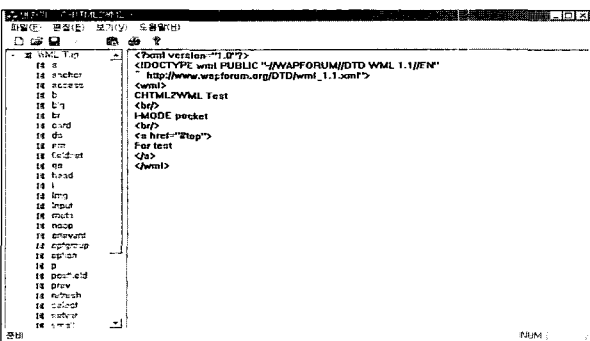 파일(F) 편집(E) 보기(V) 도움말(H)
WML Tag
a
anchor
access
b
big
br
card
do
em
fieldset
go
head
i
img
input
meta
noop
onevent
optgroup
option
p
postfield
prev
refresh
select
setvar
small
<?xml version="1.0"?>
<!DOCTYPE wml PUBLIC "-//WAPFORUM//DTD WML 1.1//EN"
" http://www.wapforum.org/DTD/wml_1.1.xml">
<wml>
CHTML2WML Test
<br/>
I-MODE pocket
<br/>
<a href="#top">
For test
</a>
</wml>
준비
NUM